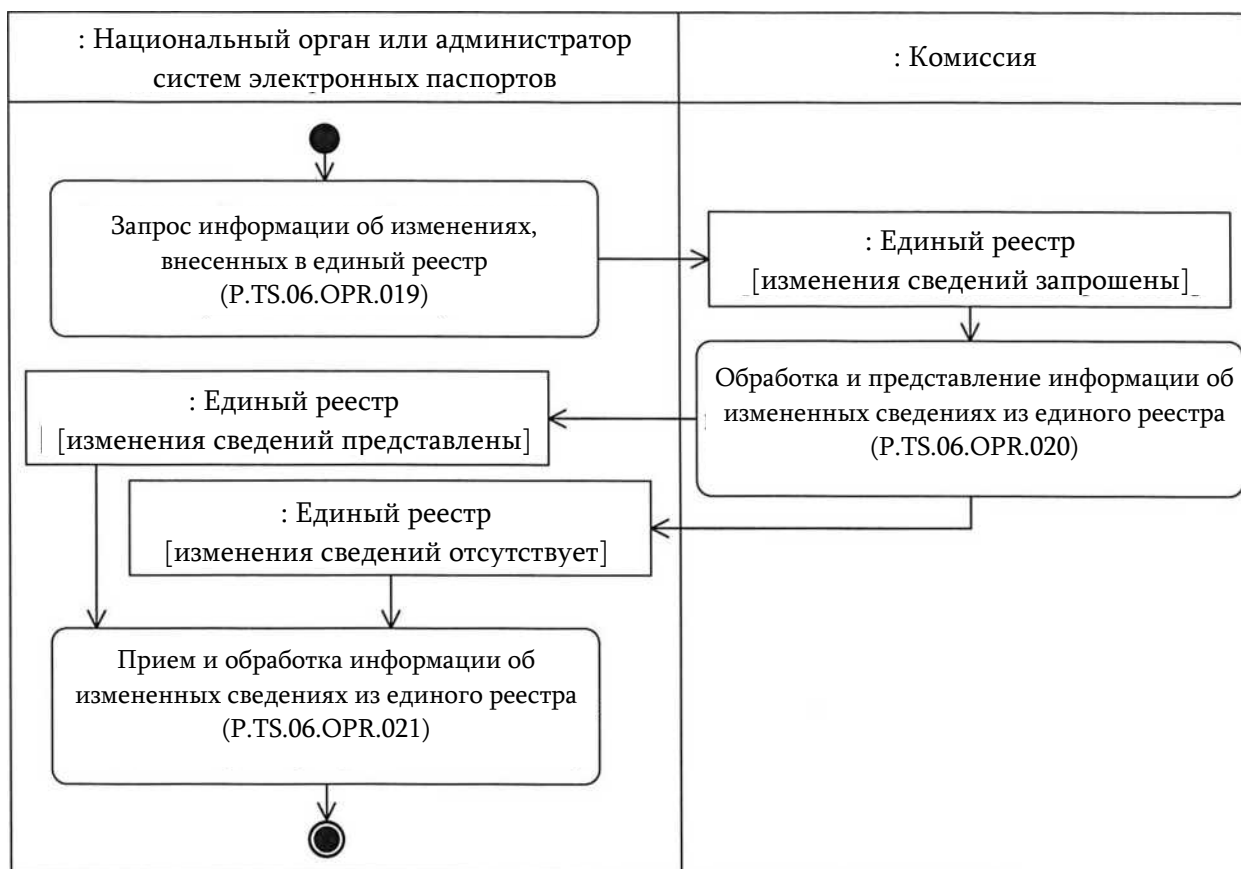 : Национальный орган или администратор
систем электронных паспортов
: Комиссия
Запрос информации об изменениях,
внесенных в единый реестр
(P.TS.06.OPR.019)
: Единый реестр
[изменения сведений запрошены]
Обработка и представление информации об
измененных сведениях из единого реестра
(P.TS.06.OPR.020)
: Единый реестр
[изменения сведений представлены]
: Единый реестр
[изменения сведений отсутствует]
Прием и обработка информации об
измененных сведениях из единого реестра
(P.TS.06.OPR.021)